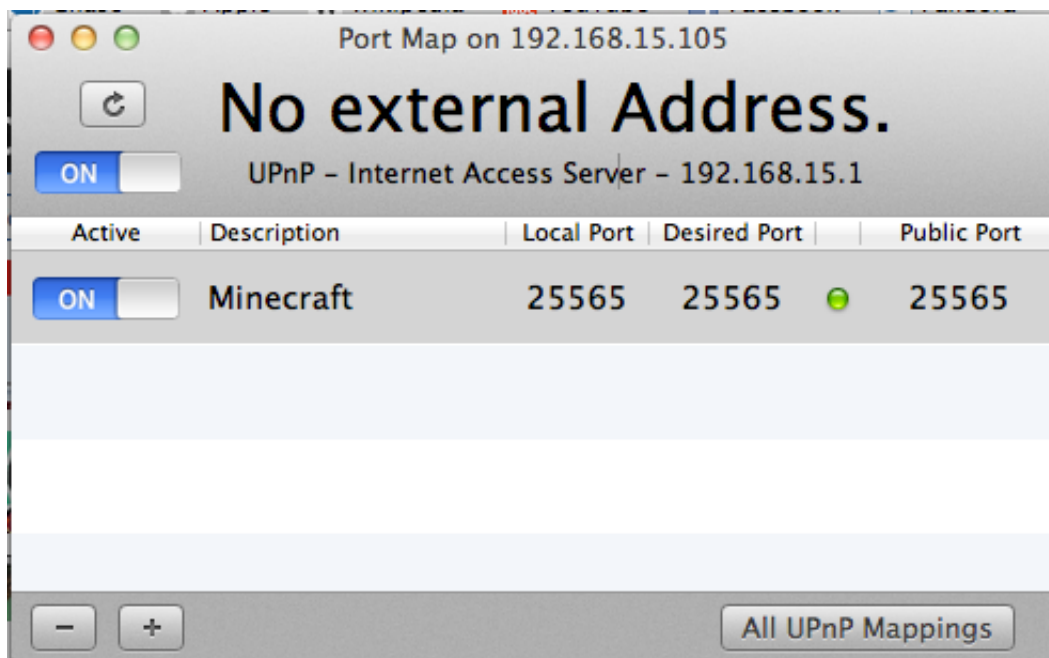 Port Map on 192.168.15.105
No external Address.
ON
UPnP – Internet Access Server – 192.168.15.1
Active Description Local Port Desired Port Public Port
ON Minecraft 25565 25565 25565
− + All UPnP Mappings